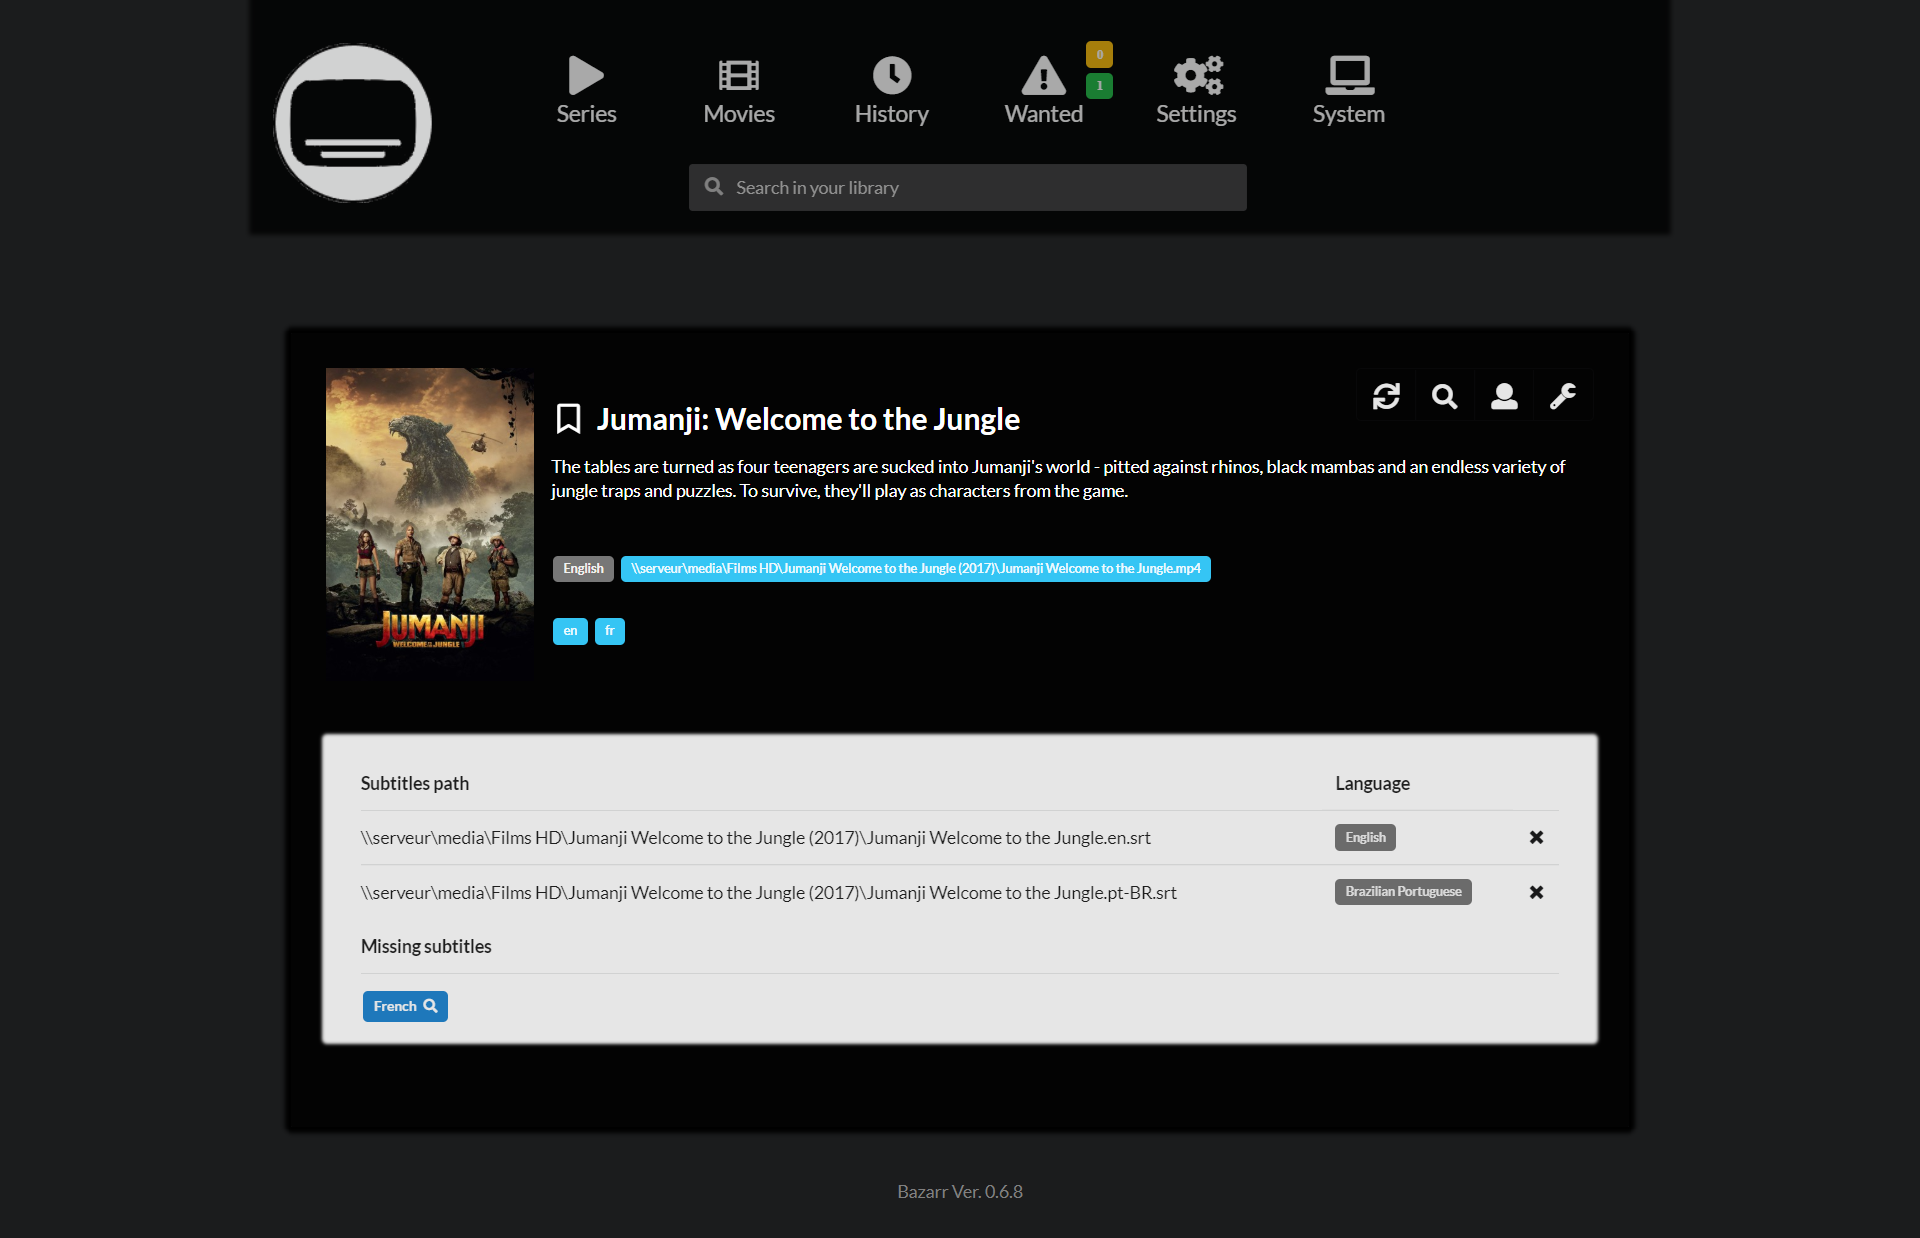 Series
Movies
History
Wanted
0
1
Settings
System
Search in your library
Jumanji: Welcome to the Jungle
The tables are turned as four teenagers are sucked into Jumanji's world - pitted against rhinos, black mambas and an endless variety of
jungle traps and puzzles. To survive, they'll play as characters from the game.
English \\serveur\media\Films HD\Jumanji Welcome to the Jungle (2017)\Jumanji Welcome to the Jungle.mp4
en fr
JUMANJI
WELCOME TO THE JUNGLE
Subtitles path Language
\\serveur\media\Films HD\Jumanji Welcome to the Jungle (2017)\Jumanji Welcome to the Jungle.en.srt English
\\serveur\media\Films HD\Jumanji Welcome to the Jungle (2017)\Jumanji Welcome to the Jungle.pt-BR.srt Brazilian Portuguese
Missing subtitles
French
Bazarr Ver. 0.6.8